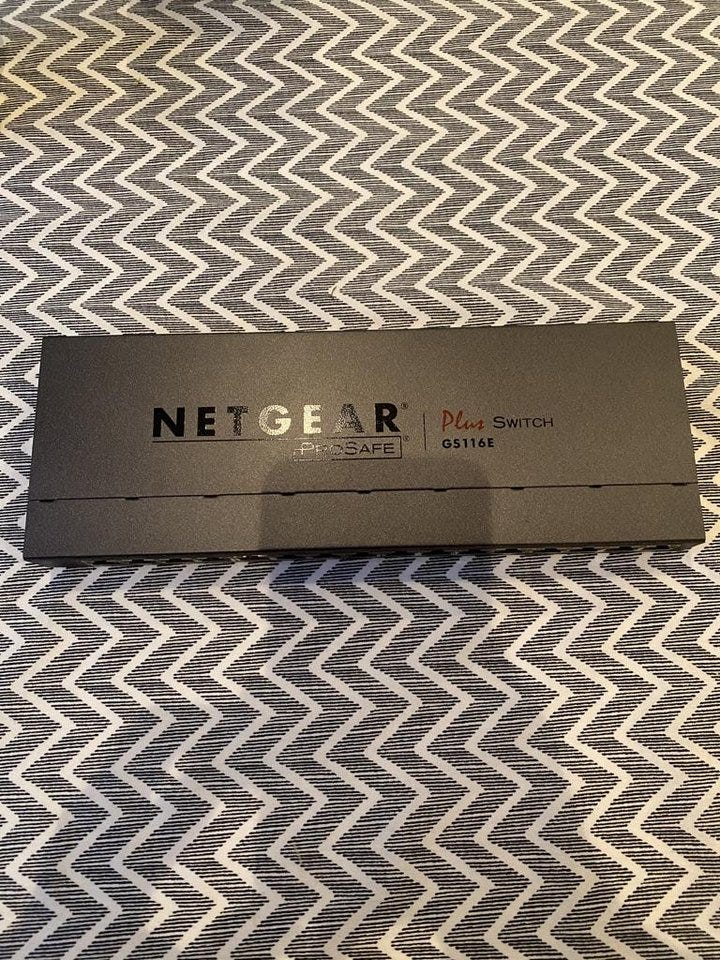 NETGEAR®
PROSAFE®
Plus SWITCH
GS116E